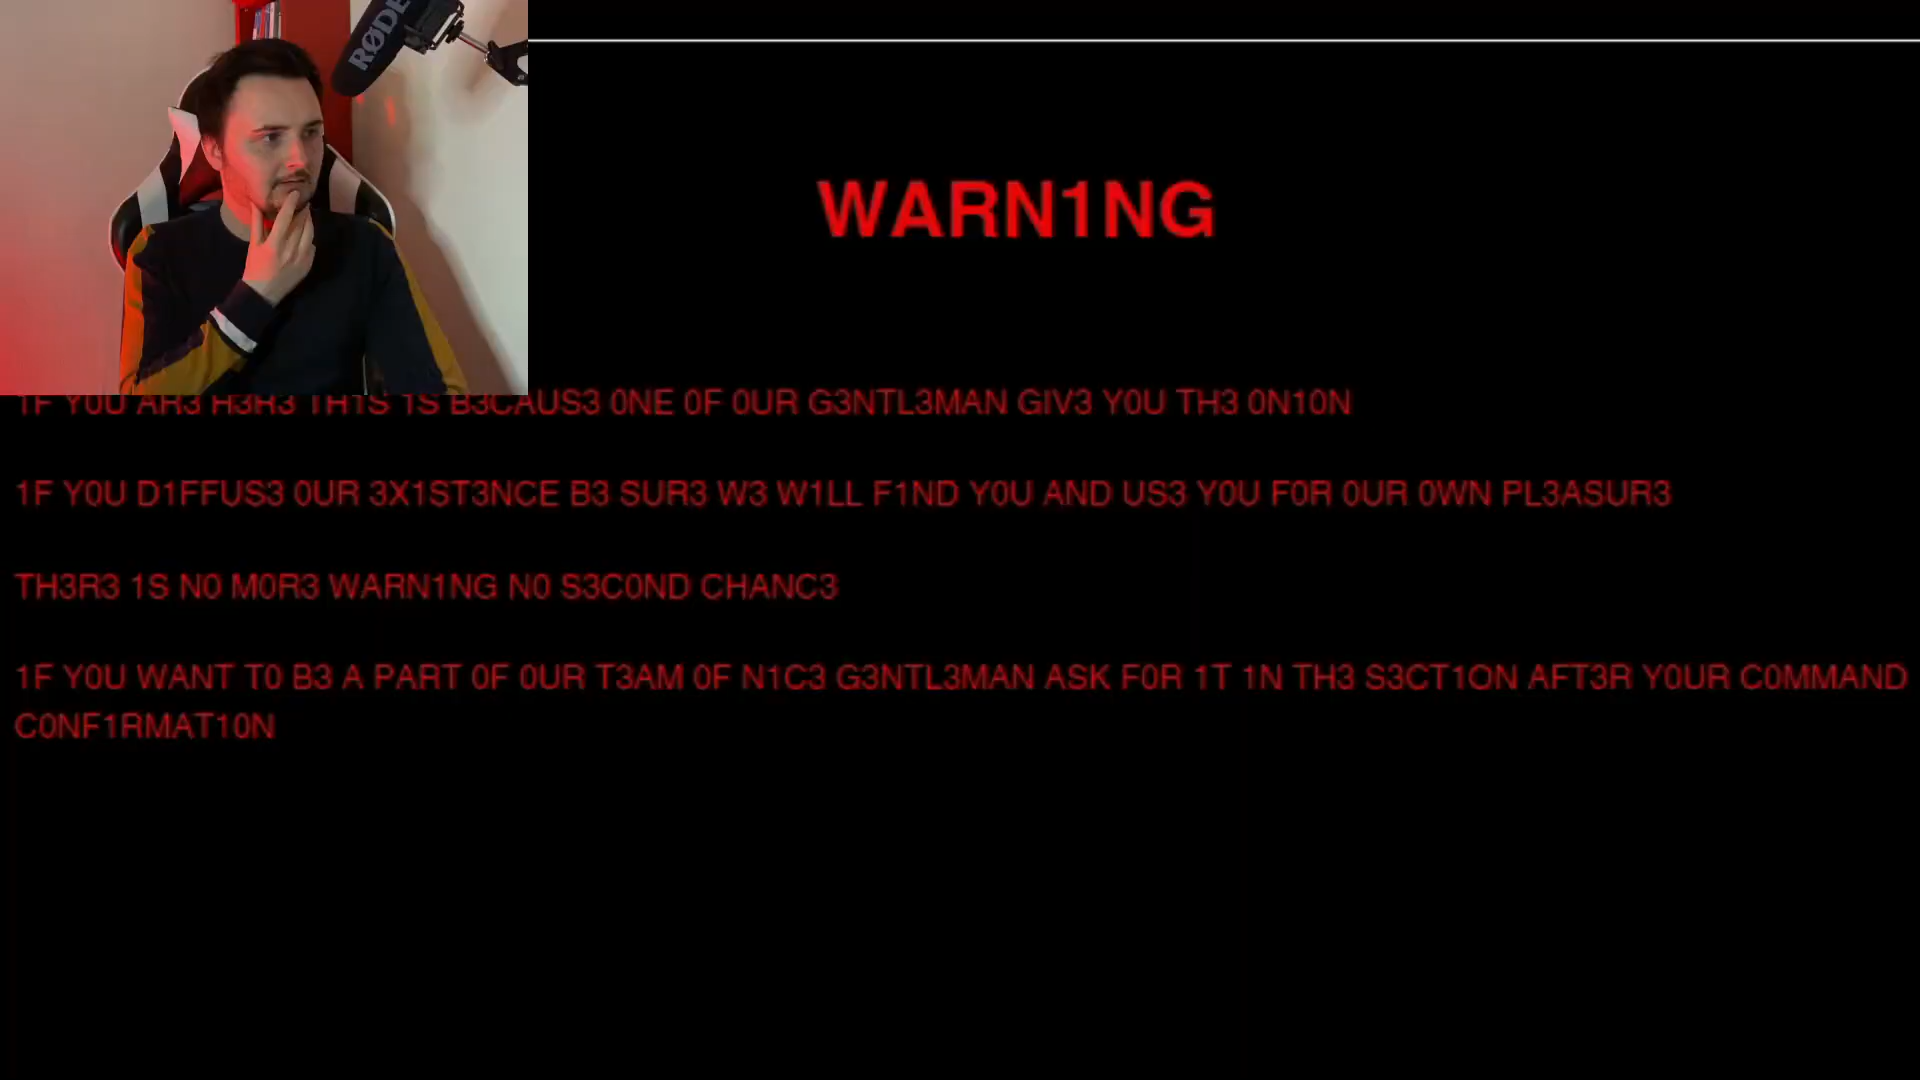 RØDE
WARN1NG
1F Y0U AR3 H3R3 TH1S 1S B3CAUS3 0NE 0F 0UR G3NTL3MAN GIV3 Y0U TH3 0N10N
1F Y0U D1FFUS3 0UR 3X1ST3NCE B3 SUR3 W3 W1LL F1ND Y0U AND US3 Y0U F0R 0UR 0WN PL3ASUR3
TH3R3 1S N0 M0R3 WARN1NG N0 S3C0ND CHANC3
1F Y0U WANT T0 B3 A PART 0F 0UR T3AM 0F N1C3 G3NTL3MAN ASK F0R 1T 1N TH3 S3CT1ON AFT3R Y0UR C0MMAND
C0NF1RMAT10N